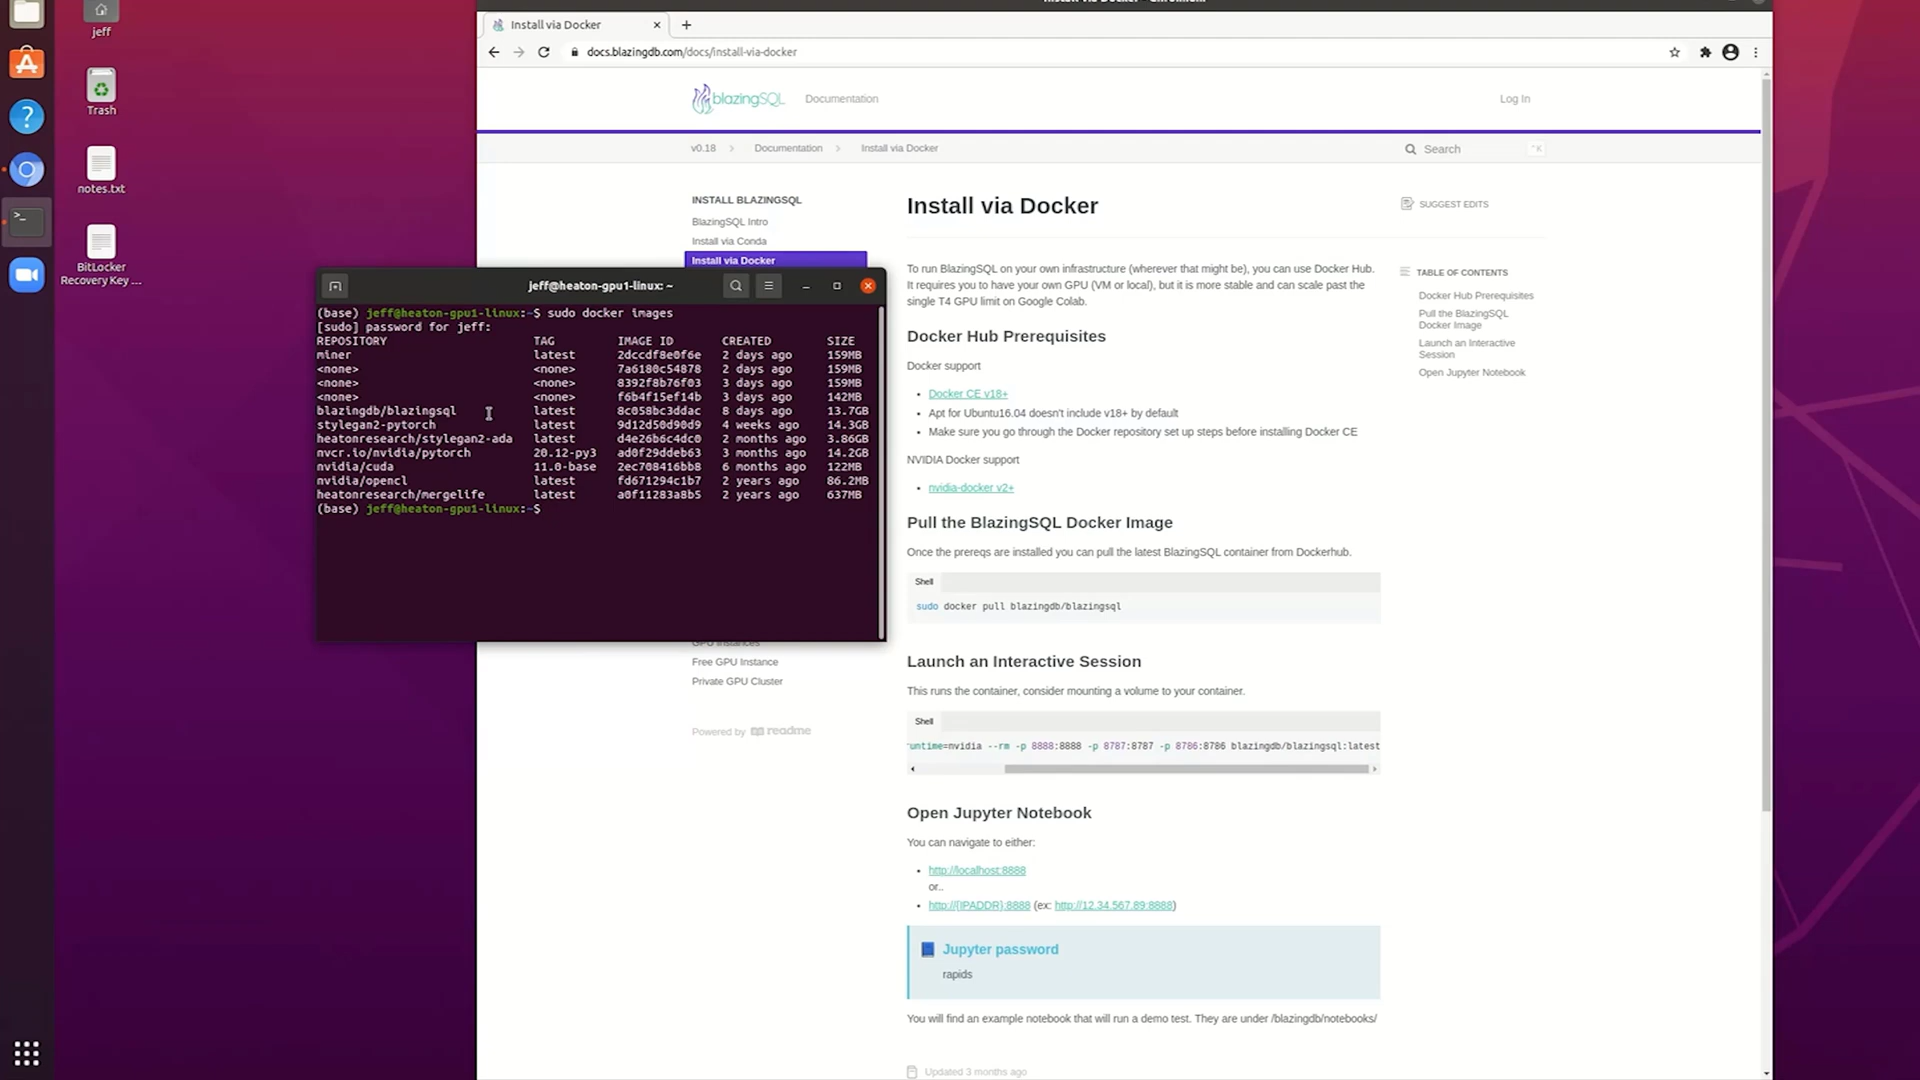 jeff
Trash
notes.txt
BitLocker
Recovery Key ...
Install via Docker
docs.blazingdb.com/docs/install-via-docker
blazingSQL
Documentation
Log In
v0.18 > Documentation > Install via Docker
Search
INSTALL BLAZINGSQL
BlazingSQL Intro
Install via Conda
Install via Docker
jeff@heaton-gpu1-linux: ~
(base) jeff@heaton-gpu1-linux:~$ sudo docker images
[sudo] password for jeff:
REPOSITORY TAG IMAGE ID CREATED SIZE
miner latest 2dccdf8e0f6e 2 days ago 159MB
<none> <none> 7a6180c54878 2 days ago 159MB
<none> <none> 8392f8b76f03 3 days ago 159MB
<none> <none> f6b4f15ef14b 3 days ago 142MB
blazingdb/blazingsql latest 8c058bc3ddac 8 days ago 13.7GB
stylegan2-pytorch latest 9d12d50d90d9 4 weeks ago 14.3GB
heatonresearch/stylegan2-ada latest d4e26b6c4dc0 2 months ago 3.86GB
nvcr.io/nvidia/pytorch 20.12-py3 ad0f29ddeb63 3 months ago 14.2GB
nvidia/cuda 11.0-base 2ec708416bb8 6 months ago 122MB
nvidia/opencl latest fd671294c1b7 2 years ago 86.2MB
heatonresearch/mergelife latest a0f11283a8b5 2 years ago 637MB
(base) jeff@heaton-gpu1-linux:~$
GPU Instances
Free GPU Instance
Private GPU Cluster
Powered by readme
Install via Docker
To run BlazingSQL on your own infrastructure (wherever that might be), you can use Docker Hub.
It requires you to have your own GPU (VM or local), but it is more stable and can scale past the
single T4 GPU limit on Google Colab.
Docker Hub Prerequisites
Docker support
• Docker CE v18+
• Apt for Ubuntu16.04 doesn't include v18+ by default
• Make sure you go through the Docker repository set up steps before installing Docker CE
NVIDIA Docker support
• nvidia-docker v2+
Pull the BlazingSQL Docker Image
Once the prereqs are installed you can pull the latest BlazingSQL container from Dockerhub.
Shell
sudo docker pull blazingdb/blazingsql
Launch an Interactive Session
This runs the container, consider mounting a volume to your container.
Shell
untime=nvidia --rm -p 8888:8888 -p 8787:8787 -p 8786:8786 blazingdb/blazingsql:latest
Open Jupyter Notebook
You can navigate to either:
• http://localhost:8888
or..
• http://{IPADDR}:8888 (ex: http://12.34.567.89:8888)
Jupyter password
rapids
You will find an example notebook that will run a demo test. They are under /blazingdb/notebooks/
Updated 3 months ago
SUGGEST EDITS
TABLE OF CONTENTS
Docker Hub Prerequisites
Pull the BlazingSQL
Docker Image
Launch an Interactive
Session
Open Jupyter Notebook